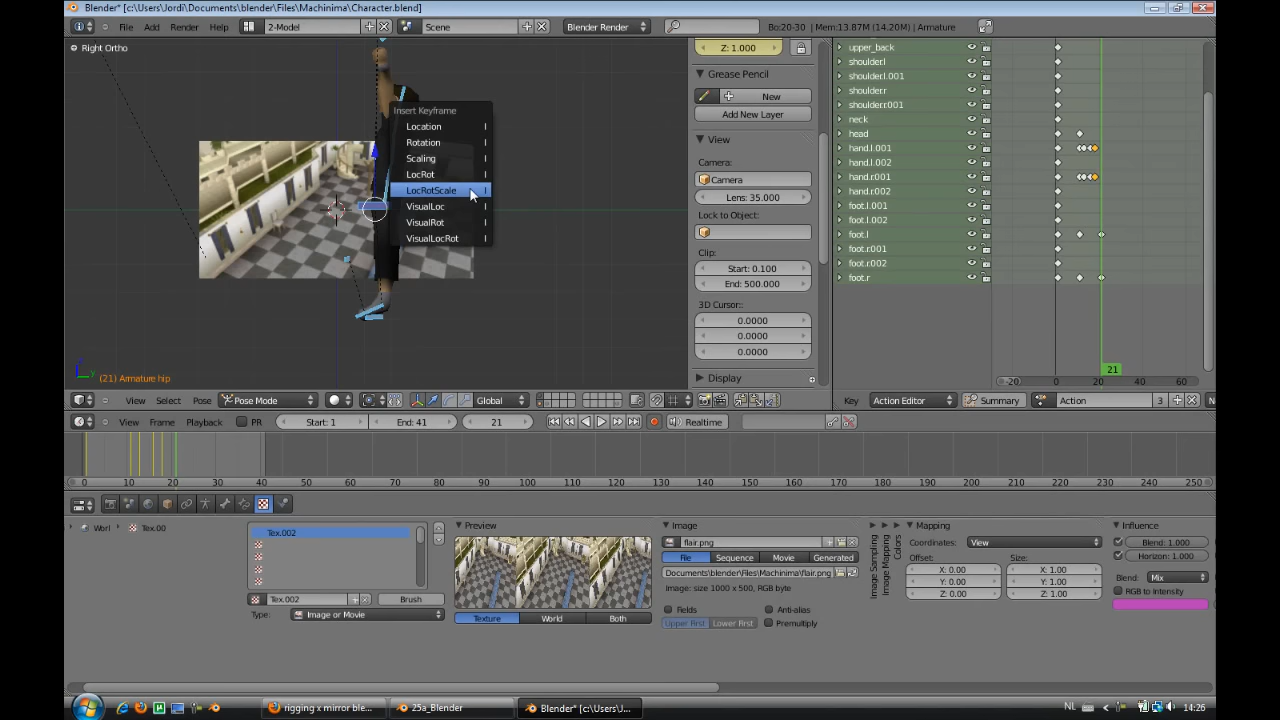 Blender* [c:\Users\Jordi\Documents\blender\Files\Machinima\Character.blend]
File Add Render Help 2-Model Scene Blender Render Bo:20-30 | Mem:13.87M (14.20M) | Armature
Right Ortho
Insert Keyframe
Location I
Rotation I
Scaling I
LocRot I
LocRotScale I
VisualLoc I
VisualRot I
VisualLocRot I
(21) Armature hip
Z: 1.000
Grease Pencil
New
Add New Layer
View
Camera:
Camera
Lens: 35.000
Lock to Object:
Clip:
Start: 0.100
End: 500.000
3D Cursor:
0.0000
0.0000
0.0000
Display
upper_back
shoulder.l
shoulder.l.001
shoulder.r
shoulder.r001
neck
head
hand.l.001
hand.l.002
hand.r.001
hand.r.002
foot.l.001
foot.l.002
foot.l
foot.r.001
foot.r.002
foot.r
21
-20 0 20 40 60
View Select Pose Pose Mode Global
Key Action Editor Summary Action 3 N
View Frame Playback PR Start: 1 End: 41 21 Realtime
0 10 20 30 40 50 60 70 80 90 100 110 120 130 140 150 160 170 180 190 200 210 220 230 240 250
Worl Tex.00
Tex.002
Tex.002 Brush
Type: Image or Movie
Preview
Texture World Both
Image
flair.png
File Sequence Movie Generated
Documents\blender\Files\Machinima\flair.png
Image: size 1000 x 500, RGB byte
Fields Anti-alias
Upper First Lower First Premultiply
Image Sampling
Image Mapping
Colors
Mapping
Coordinates: View
Offset: Size:
X: 0.00 X: 1.00
Y: 0.00 Y: 1.00
Z: 0.00 Z: 1.00
Influence
Blend: 1.000
Horizon: 1.000
Blend: Mix
RGB to Intensity
rigging x mirror ble... 25a_Blender Blender* [c:\Users\J... NL 14:26